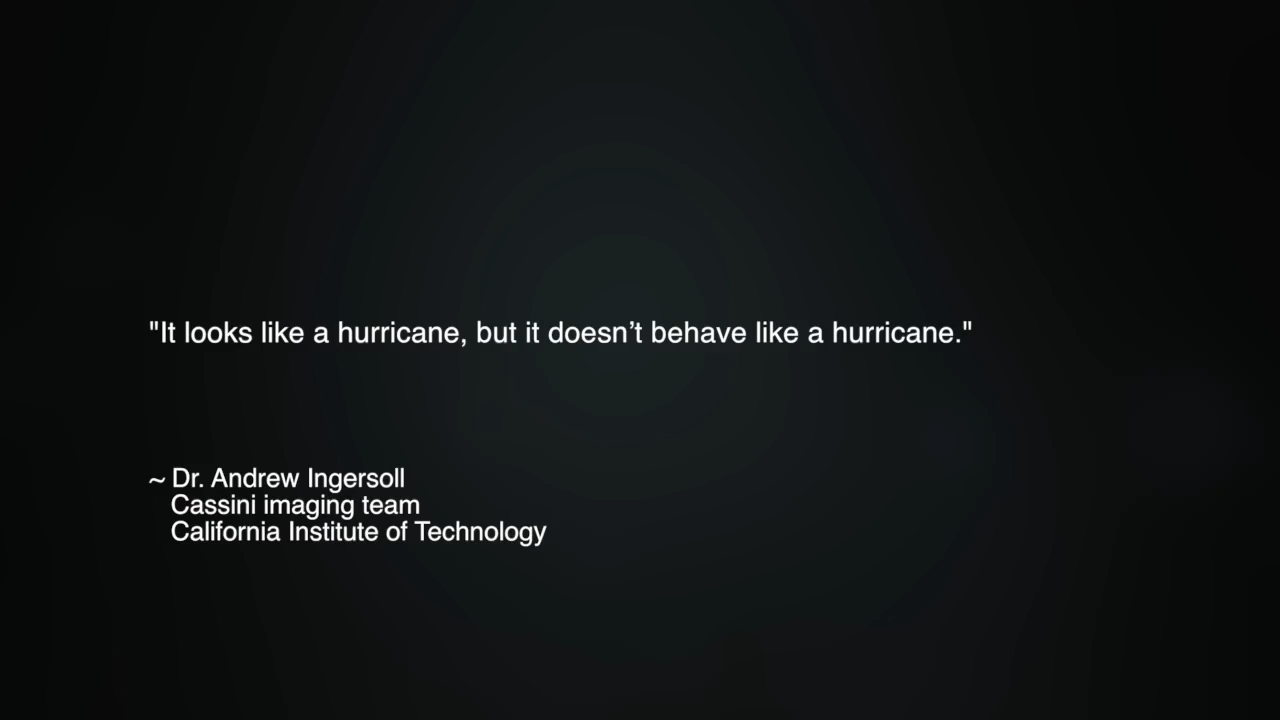 "It looks like a hurricane, but it doesn’t behave like a hurricane."
~ Dr. Andrew Ingersoll
Cassini imaging team
California Institute of Technology